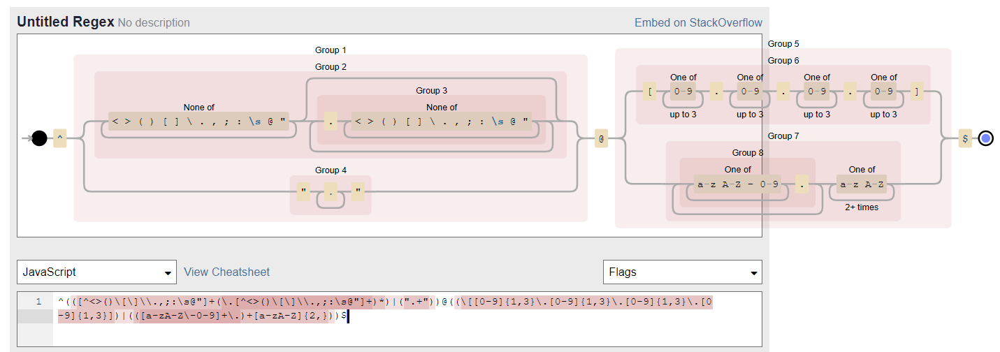 Untitled Regex No description Embed on StackOverflow
Group 5
Group 1
Group 6
Group 2
One of One of One of One of
Group 3
[ 0-9 . 0-9 . 0-9 . 0-9 ]
None of None of
up to 3 up to 3 up to 3 up to 3
< > ( ) [ ] \ . , ; : \s @ " . < > ( ) [ ] \ . , ; : \s @ "
^ @ $
Group 7
Group 8
Group 4
One of One of
" . " a-z A-Z - 0-9 . a-z A-Z
2+ times
JavaScript View Cheatsheet Flags
1 ^(([^<>()\[\]\\.,;:\s@"]+(\.[^<>()\[\]\\.,;:\s@"]+)*)|(".+"))@((\[[0-9]{1,3}\.[0-9]{1,3}\.[0-9]{1,3}\.[0
-9]{1,3}])|(([a-zA-Z\-0-9]+\.)+[a-zA-Z]{2,}))$